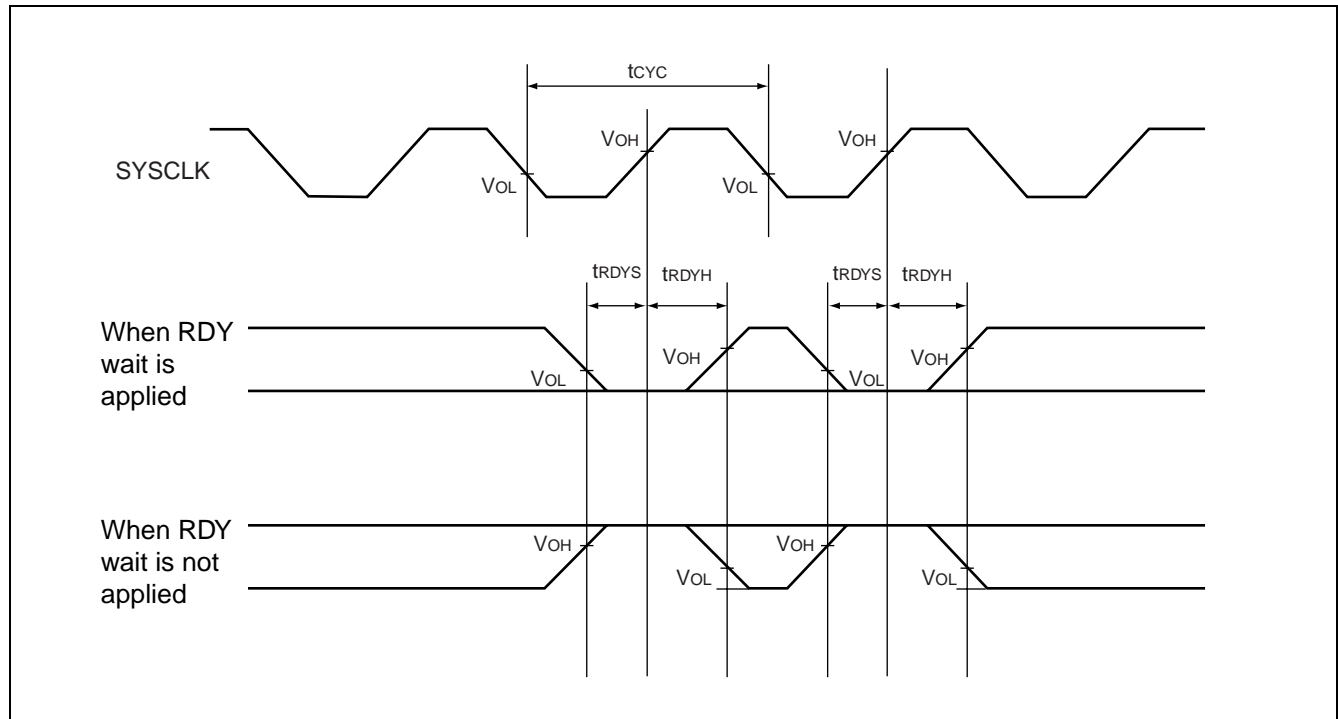 tCYC
VOH
VOH
SYSCLK
VOL
VOL
tRDYS
tRDYH
tRDYS
tRDYH
When RDY
wait is
applied
VOH
VOH
VOL
VOL
When RDY
wait is not
applied
VOH
VOH
VOL
VOL